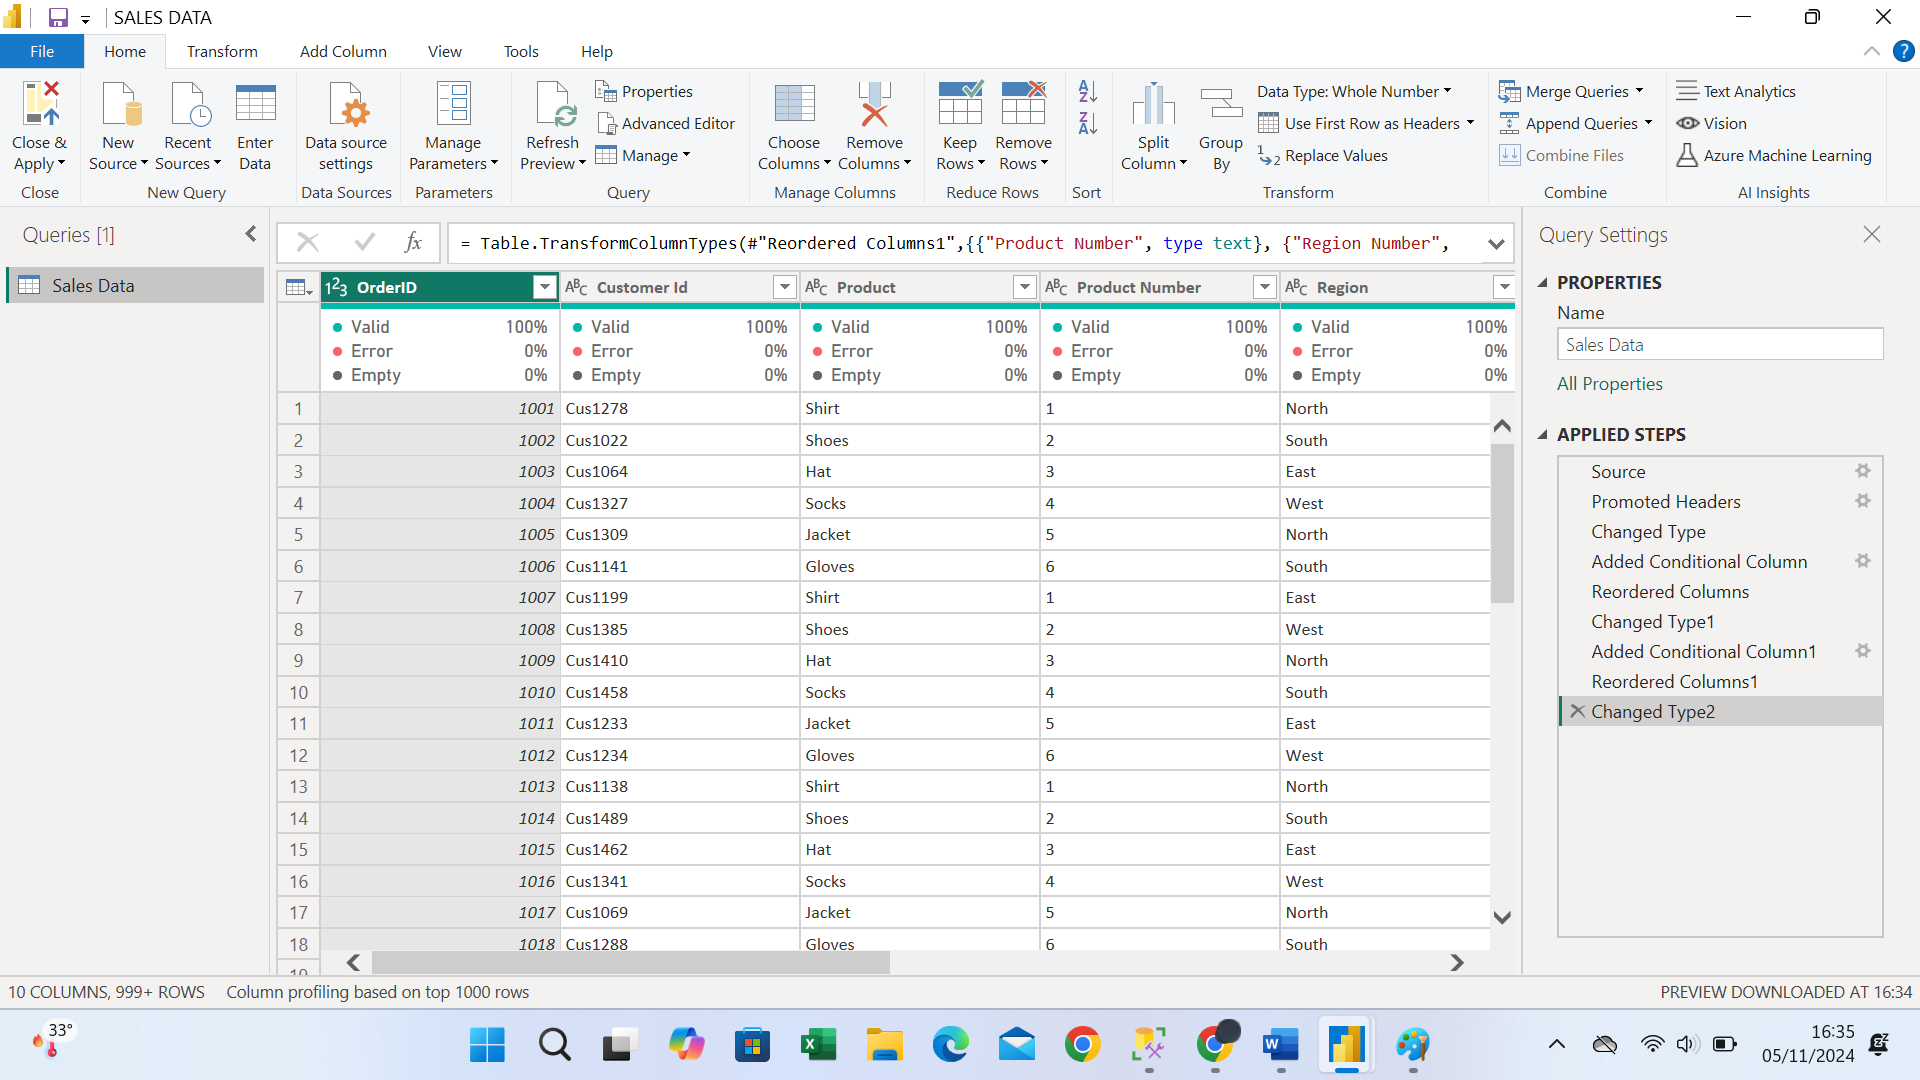 SALES DATA
File Home Transform Add Column View Tools Help
Close & Apply
Close
New Source
Recent Sources
Enter Data
New Query
Data source settings
Data Sources
Manage Parameters
Parameters
Refresh Preview
Properties
Advanced Editor
Manage
Query
Choose Columns
Remove Columns
Manage Columns
Keep Rows
Remove Rows
Reduce Rows
Sort
Split Column
Group By
Data Type: Whole Number
Use First Row as Headers
Replace Values
Transform
Merge Queries
Append Queries
Combine Files
Combine
Text Analytics
Vision
Azure Machine Learning
AI Insights
Queries [1]
Sales Data
fx = Table.TransformColumnTypes(#"Reordered Columns1",{{"Product Number", type text}, {"Region Number",
OrderID Customer Id Product Product Number Region
Valid 100% Valid 100% Valid 100% Valid 100% Valid 100%
Error 0% Error 0% Error 0% Error 0% Error 0%
Empty 0% Empty 0% Empty 0% Empty 0% Empty 0%
1 1001 Cus1278 Shirt 1 North
2 1002 Cus1022 Shoes 2 South
3 1003 Cus1064 Hat 3 East
4 1004 Cus1327 Socks 4 West
5 1005 Cus1309 Jacket 5 North
6 1006 Cus1141 Gloves 6 South
7 1007 Cus1199 Shirt 1 East
8 1008 Cus1385 Shoes 2 West
9 1009 Cus1410 Hat 3 North
10 1010 Cus1458 Socks 4 South
11 1011 Cus1233 Jacket 5 East
12 1012 Cus1234 Gloves 6 West
13 1013 Cus1138 Shirt 1 North
14 1014 Cus1489 Shoes 2 South
15 1015 Cus1462 Hat 3 East
16 1016 Cus1341 Socks 4 West
17 1017 Cus1069 Jacket 5 North
18 1018 Cus1288 Gloves 6 South
19
Query Settings
PROPERTIES
Name
Sales Data
All Properties
APPLIED STEPS
Source
Promoted Headers
Changed Type
Added Conditional Column
Reordered Columns
Changed Type1
Added Conditional Column1
Reordered Columns1
Changed Type2
10 COLUMNS, 999+ ROWS Column profiling based on top 1000 rows PREVIEW DOWNLOADED AT 16:34
33°
16:35
05/11/2024